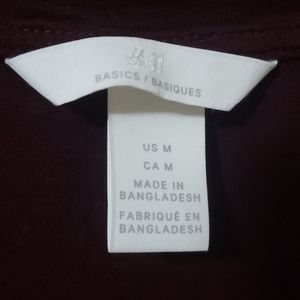 H&M
BASICS / BASIQUES
US M
CA M
MADE IN
BANGLADESH
FABRIQUÉ EN
BANGLADESH